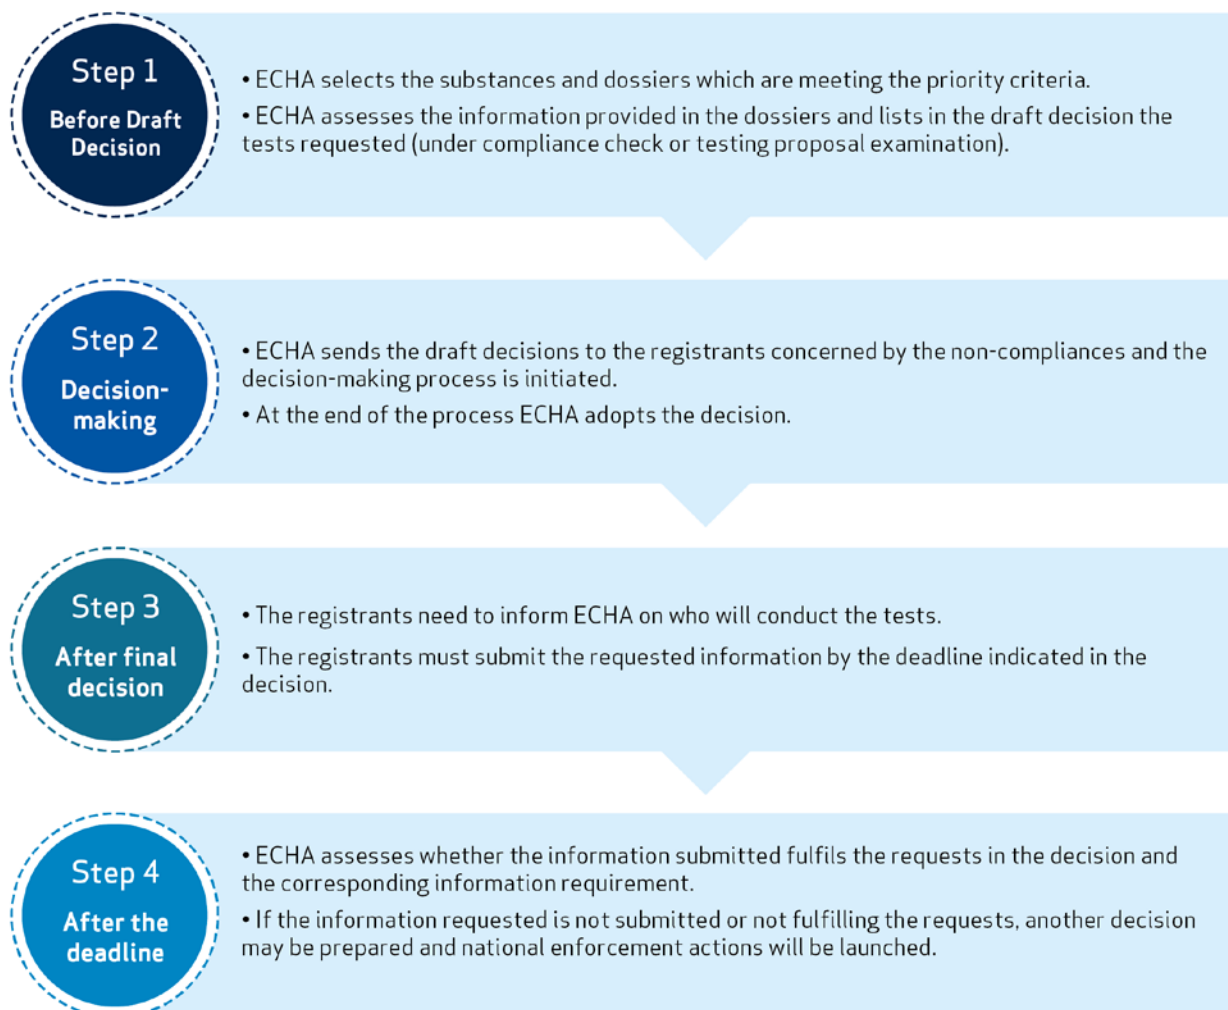 Step 1
Before Draft
Decision
• ECHA selects the substances and dossiers which are meeting the priority criteria.
• ECHA assesses the information provided in the dossiers and lists in the draft decision the
tests requested (under compliance check or testing proposal examination).
Step 2
Decision-
making
• ECHA sends the draft decisions to the registrants concerned by the non-compliances and the
decision-making process is initiated.
• At the end of the process ECHA adopts the decision.
Step 3
After final
decision
• The registrants need to inform ECHA on who will conduct the tests.
• The registrants must submit the requested information by the deadline indicated in the
decision.
Step 4
After the
deadline
• ECHA assesses whether the information submitted fulfils the requests in the decision and
the corresponding information requirement.
• If the information requested is not submitted or not fulfilling the requests, another decision
may be prepared and national enforcement actions will be launched.